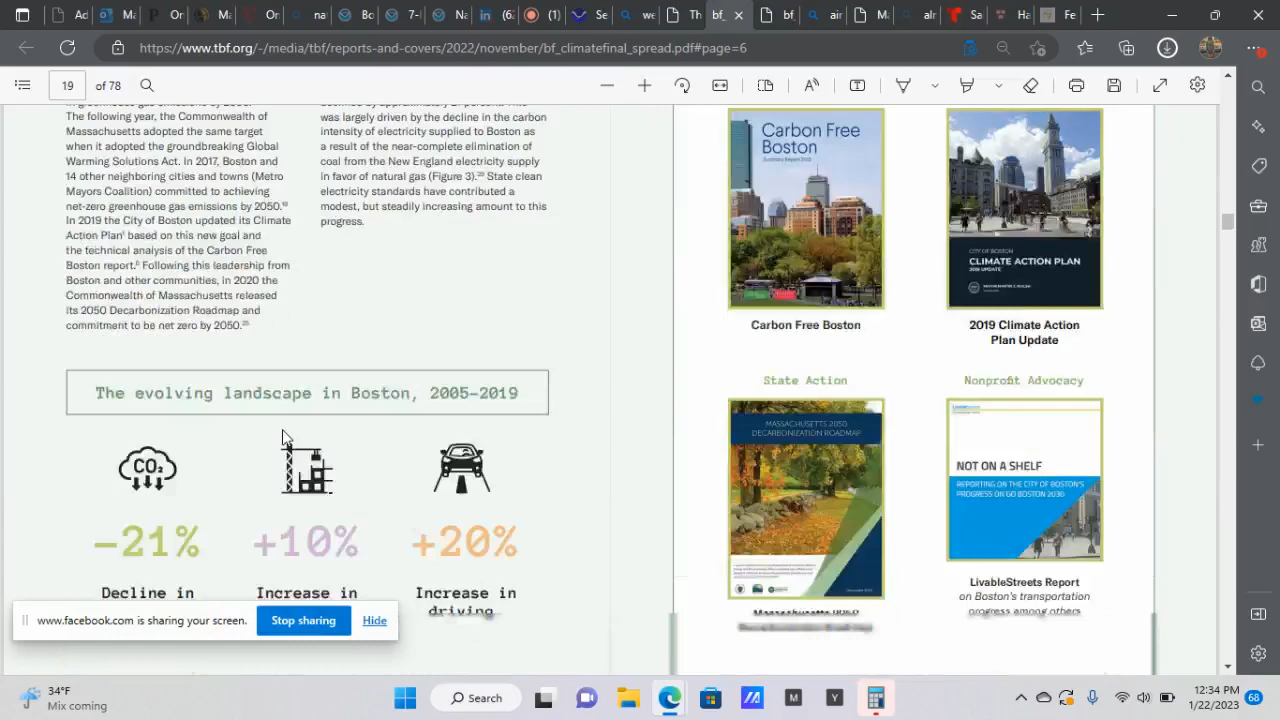 https://www.tbf.org/-/media/tbf/reports-and-covers/2022/november/bf_climatefinal_spread.pdf#page=6
19 of 78
The following year, the Commonwealth of
Massachusetts adopted the same target
when it adopted the groundbreaking Global
Warming Solutions Act. In 2017, Boston and
14 other neighboring cities and towns (Metro
Mayors Coalition) committed to achieving
net-zero greenhouse gas emissions by 2050.
In 2019 the City of Boston updated its Climate
Action Plan based on this new goal and
the technical analysis of the Carbon Free
Boston report. Following this leadership from
Boston and other communities, in 2020 the
Commonwealth of Massachusetts released
its 2050 Decarbonization Roadmap and
commitment to be net zero by 2050.
was largely driven by the decline in the carbon
intensity of electricity supplied to Boston as
a result of the near-complete elimination of
coal from the New England electricity supply
in favor of natural gas (Figure 3). State clean
electricity standards have contributed a
modest, but steadily increasing amount to this
progress.
The evolving landscape in Boston, 2005–2019
CO2
-21% +10% +20%
Decline in
Increase in
driving
Carbon Free
Boston
Summary Report 2019
Carbon Free Boston
CITY OF BOSTON
CLIMATE ACTION PLAN
2019 UPDATE
2019 Climate Action
Plan Update
State Action
MASSACHUSETTS 2050
DECARBONIZATION ROADMAP
Nonprofit Advocacy
NOT ON A SHELF
REPORTING ON THE CITY OF BOSTON'S
PROGRESS ON GO BOSTON 2030
LivableStreets Report
on Boston's transportation
progress among others
Stop sharing
Hide
34°F
Mix coming
Search
M
Y
12:34 PM
1/22/2023
68